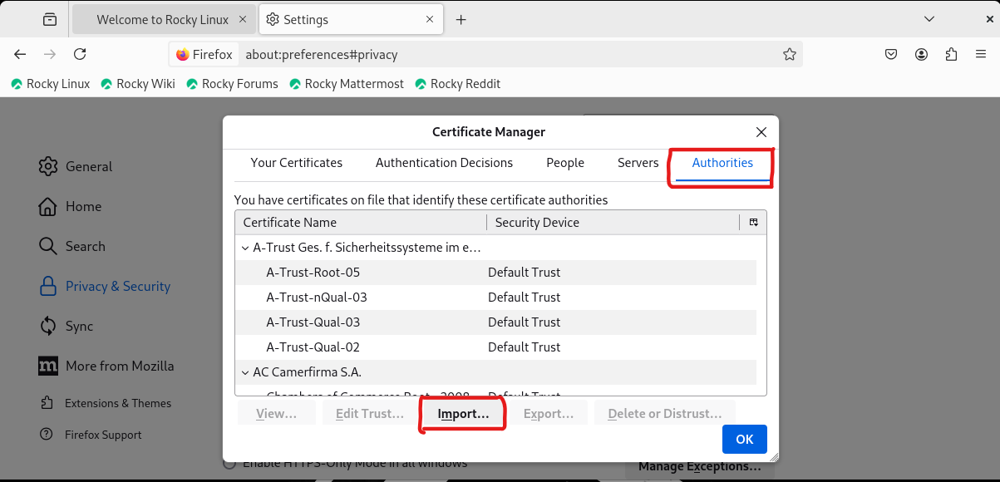 Welcome to Rocky Linux
Settings
Firefox about:preferences#privacy
Rocky Linux Rocky Wiki Rocky Forums Rocky Mattermost Rocky Reddit
Certificate Manager
Your Certificates Authentication Decisions People Servers Authorities
You have certificates on file that identify these certificate authorities
Certificate Name Security Device
A-Trust Ges. f. Sicherheitssysteme im e…
A-Trust-Root-05 Default Trust
A-Trust-nQual-03 Default Trust
A-Trust-Qual-03 Default Trust
A-Trust-Qual-02 Default Trust
AC Camerfirma S.A.
Chambers of Commerce Root - 2008 Default Trust
View… Edit Trust… Import… Export… Delete or Distrust…
OK
General
Home
Search
Privacy & Security
Sync
m More from Mozilla
Extensions & Themes
Firefox Support
Enable HTTPS-Only Mode in all windows
Manage Exceptions…